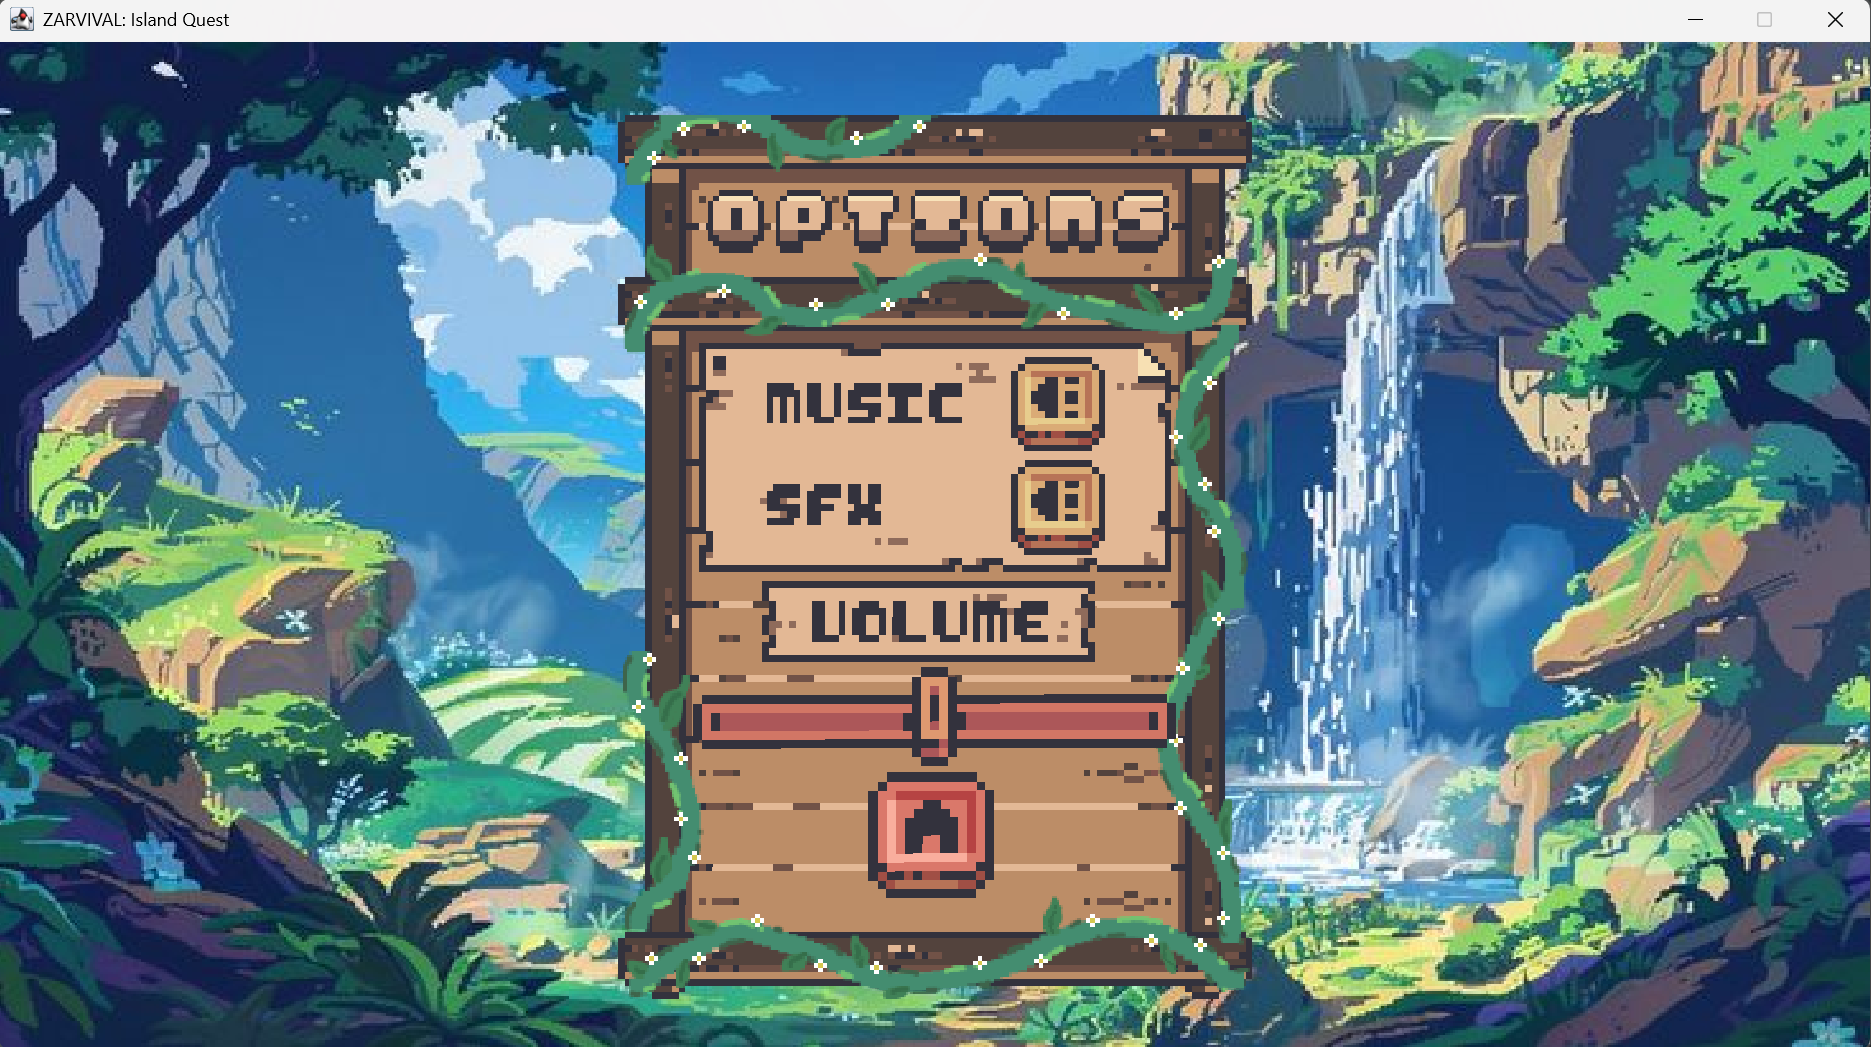 ZARVIVAL: Island Quest
OPTIONS
MUSIC
SFX
VOLUME